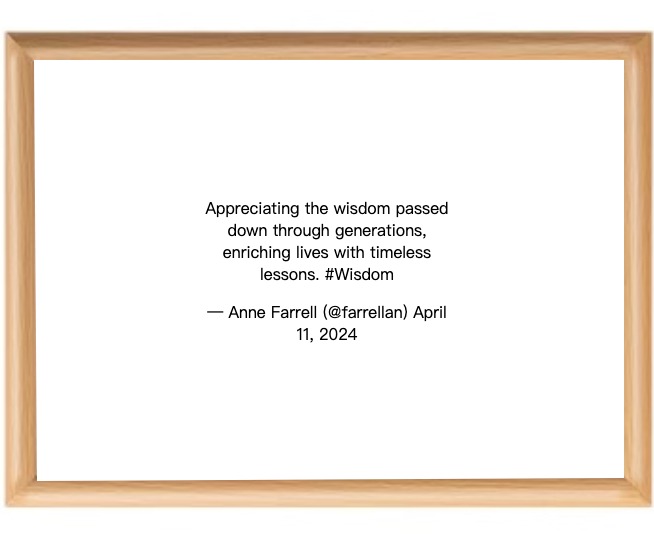 Appreciating the wisdom passed
down through generations,
enriching lives with timeless
lessons. #Wisdom
— Anne Farrell (@farrellan) April
11, 2024